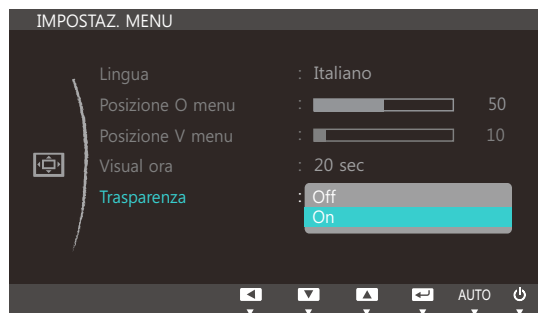 IMPOSTAZ. MENU
Lingua : Italiano
Posizione O menu : 50
Posizione V menu : 10
Visual ora : 20 sec
Trasparenza : Off
On
AUTO